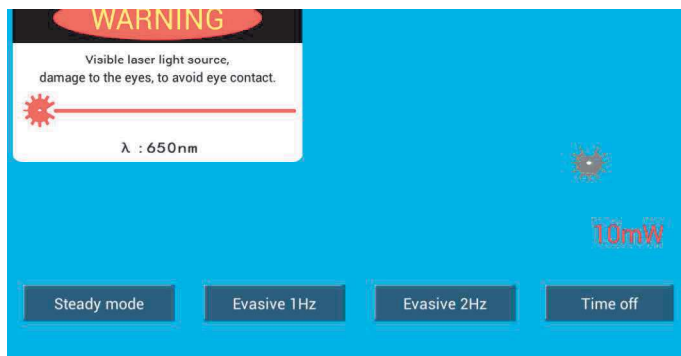 WARNING
Visible laser light source,
damage to the eyes, to avoid eye contact.
λ :650nm
10mW
Steady mode
Evasive 1Hz
Evasive 2Hz
Time off